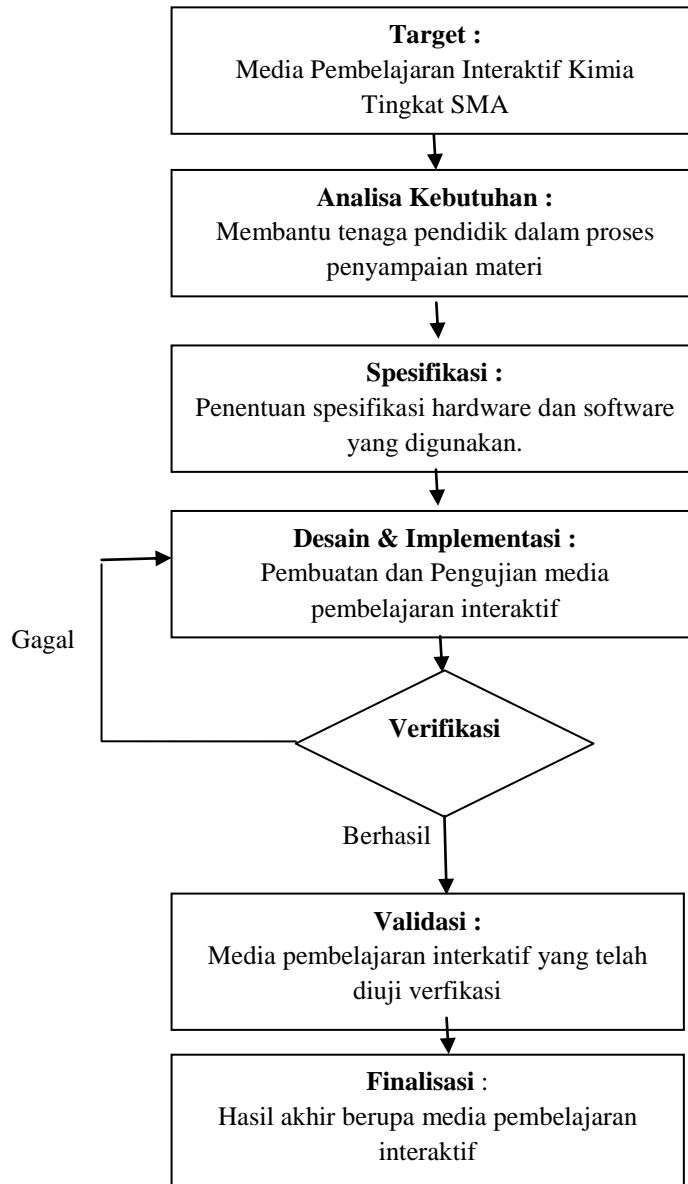 Target :
Media Pembelajaran Interaktif Kimia
Tingkat SMA
Analisa Kebutuhan :
Membantu tenaga pendidik dalam proses
penyampaian materi
Spesifikasi :
Penentuan spesifikasi hardware dan software
yang digunakan.
Desain & Implementasi :
Pembuatan dan Pengujian media
pembelajaran interaktif
Gagal
Verifikasi
Berhasil
Validasi :
Media pembelajaran interkatif yang telah
diuji verfikasi
Finalisasi :
Hasil akhir berupa media pembelajaran
interaktif